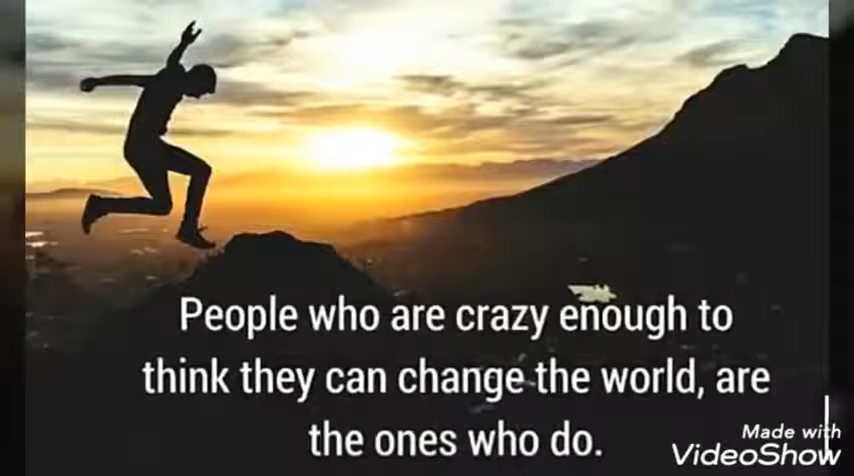 People who are crazy enough to
think they can change the world, are
the ones who do.
Made with
VideoShow